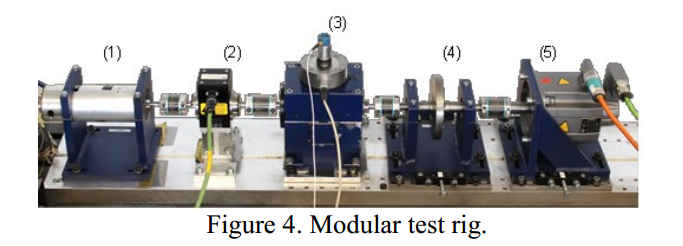 (1) (2) (3) (4) (5)
Figure 4. Modular test rig.